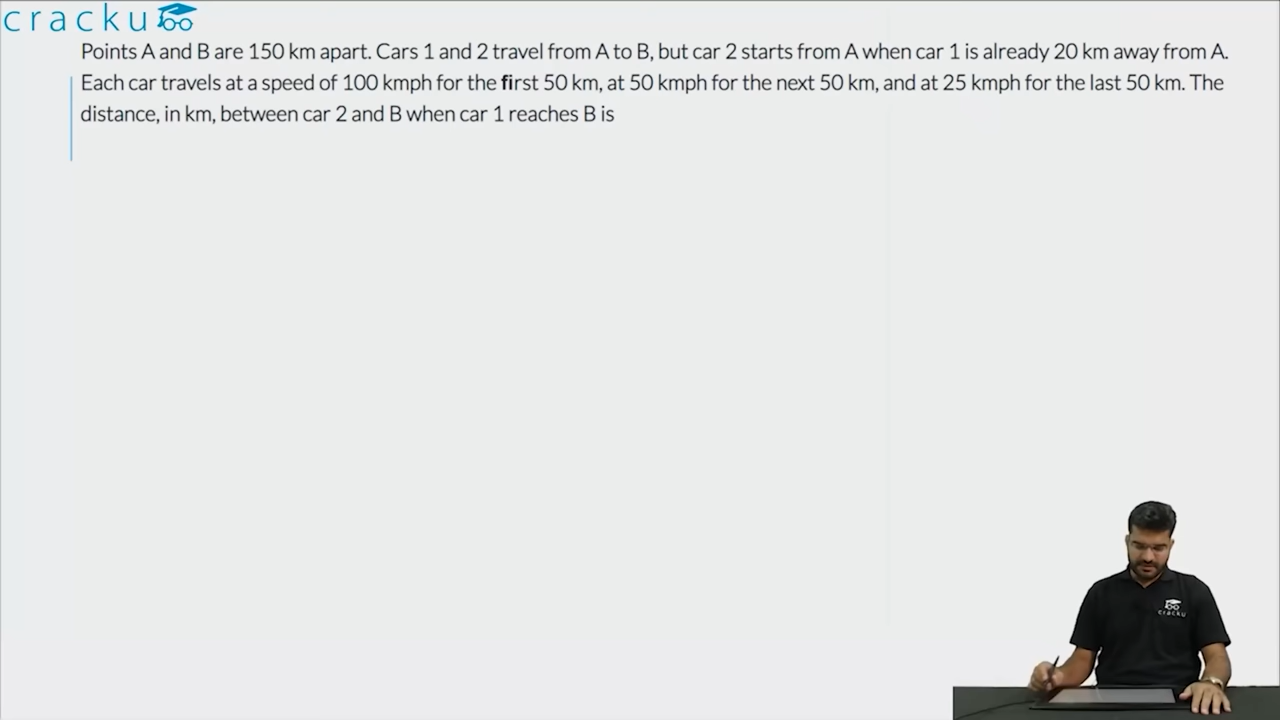 cracku
Points A and B are 150 km apart. Cars 1 and 2 travel from A to B, but car 2 starts from A when car 1 is already 20 km away from A.
Each car travels at a speed of 100 kmph for the first 50 km, at 50 kmph for the next 50 km, and at 25 kmph for the last 50 km. The
distance, in km, between car 2 and B when car 1 reaches B is
cracku